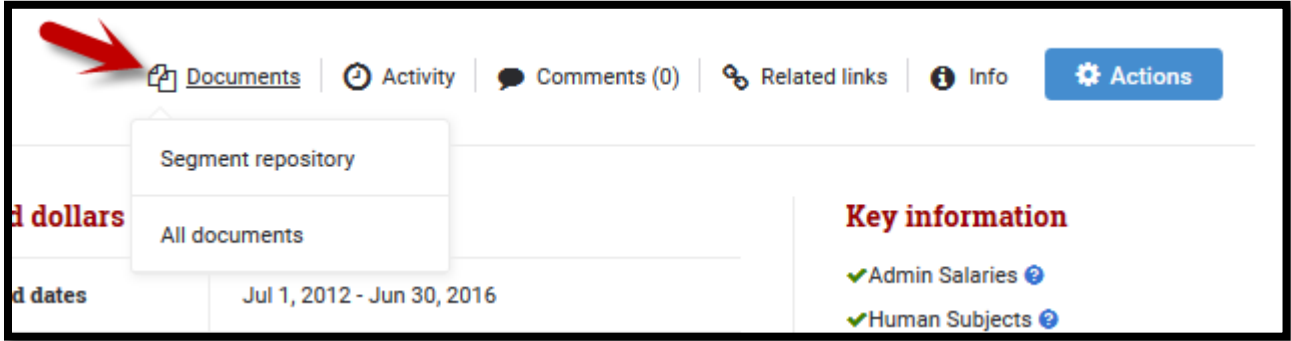 Documents Activity Comments (0) Related links Info Actions
Segment repository
All documents
d dollars
Key information
Admin Salaries
d dates Jul 1, 2012 - Jun 30, 2016
Human Subjects